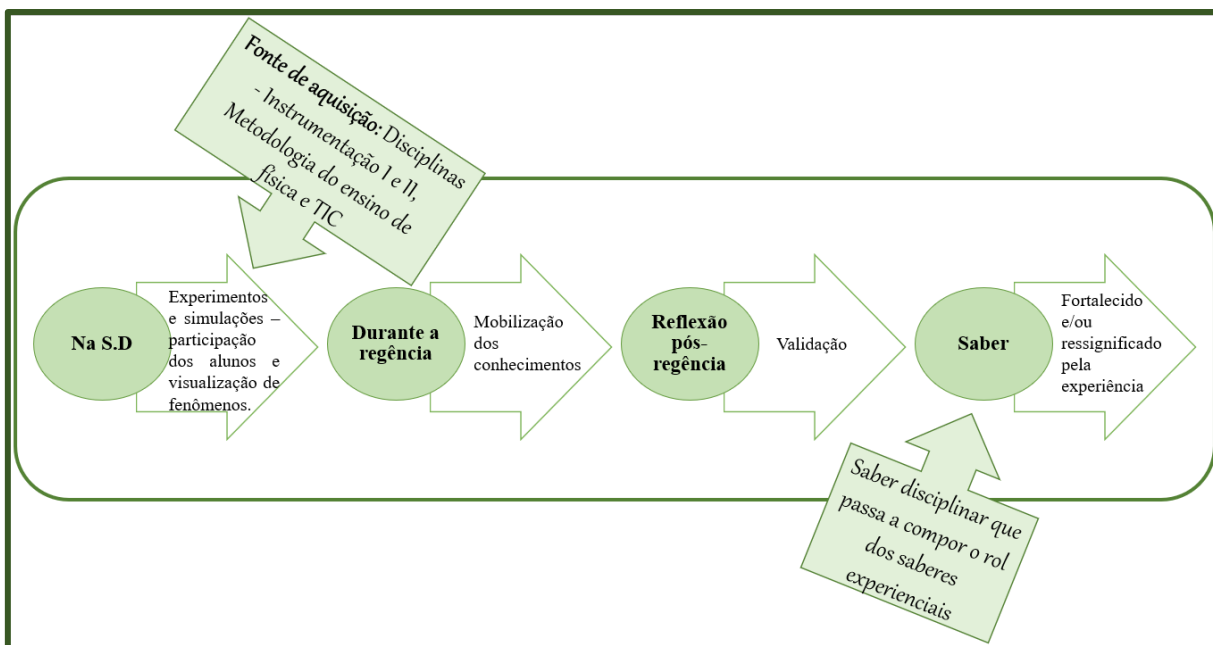 Fonte de aquisição: Disciplinas
- Instrumentação I e II,
Metodologia do ensino de
física e TIC
Na S.D
Experimentos
e simulações –
participação
dos alunos e
visualização de
fenômenos.
Durante a
regência
Mobilização
dos
conhecimentos
Reflexão
pós-
regência
Validação
Saber
Fortalecido
e/ou
ressignificado
pela
experiência
Saber disciplinar que
passa a compor o rol
dos saberes
experienciais